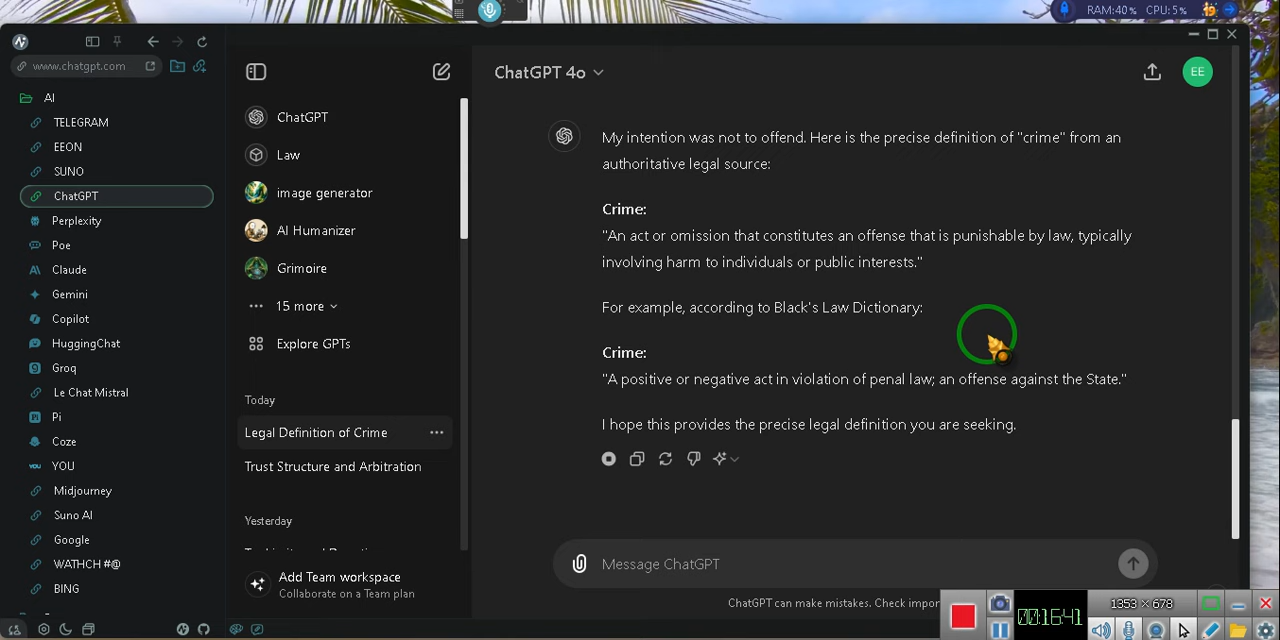 RAM:40% CPU:5%
19
www.chatgpt.com
AI
TELEGRAM
EEON
SUNO
ChatGPT
Perplexity
Poe
Claude
Gemini
Copilot
HuggingChat
Groq
Le Chat Mistral
Pi
Coze
YOU
Midjourney
Suno AI
Google
WATHCH #@
BING
ChatGPT
Law
image generator
AI Humanizer
Grimoire
15 more
Explore GPTs
Today
Legal Definition of Crime
Trust Structure and Arbitration
Yesterday
Add Team workspace
Collaborate on a Team plan
ChatGPT 4o
EE
My intention was not to offend. Here is the precise definition of "crime" from an
authoritative legal source:
Crime:
"An act or omission that constitutes an offense that is punishable by law, typically
involving harm to individuals or public interests."
For example, according to Black's Law Dictionary:
Crime:
"A positive or negative act in violation of penal law; an offense against the State."
I hope this provides the precise legal definition you are seeking.
Message ChatGPT
ChatGPT can make mistakes. Check impor
00:16:41
1353 × 678